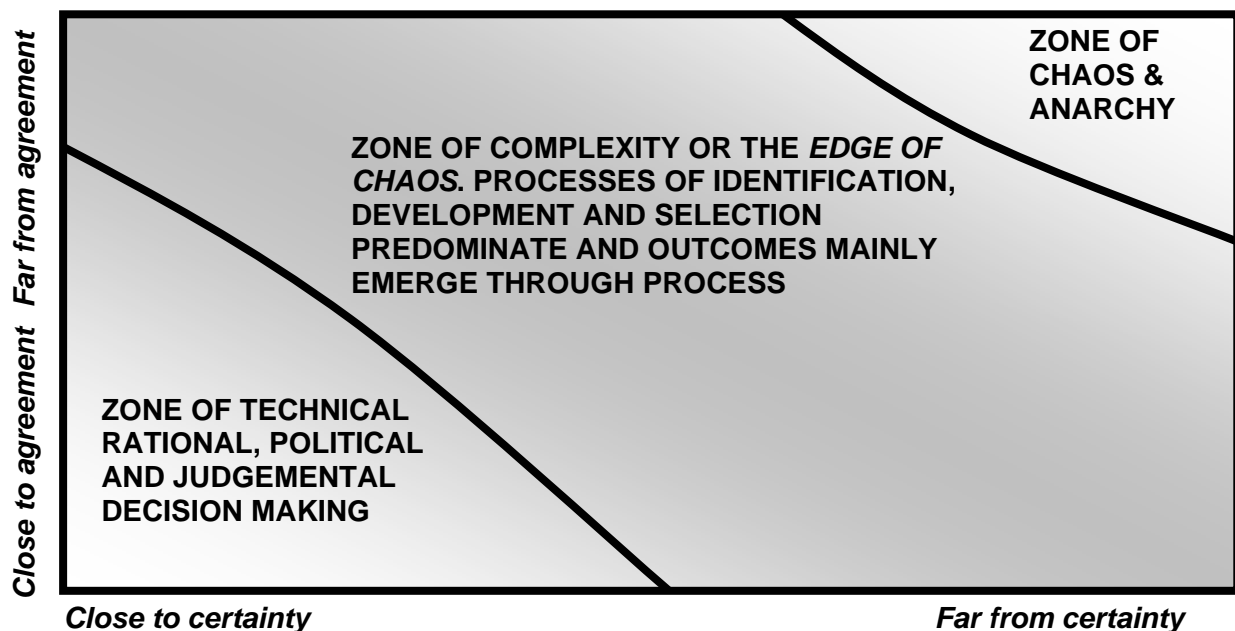 ZONE OF
CHAOS &
ANARCHY
ZONE OF COMPLEXITY OR THE EDGE OF
CHAOS. PROCESSES OF IDENTIFICATION,
DEVELOPMENT AND SELECTION
PREDOMINATE AND OUTCOMES MAINLY
EMERGE THROUGH PROCESS
ZONE OF TECHNICAL
RATIONAL, POLITICAL
AND JUDGEMENTAL
DECISION MAKING
Close to agreement Far from agreement
Close to certainty Far from certainty